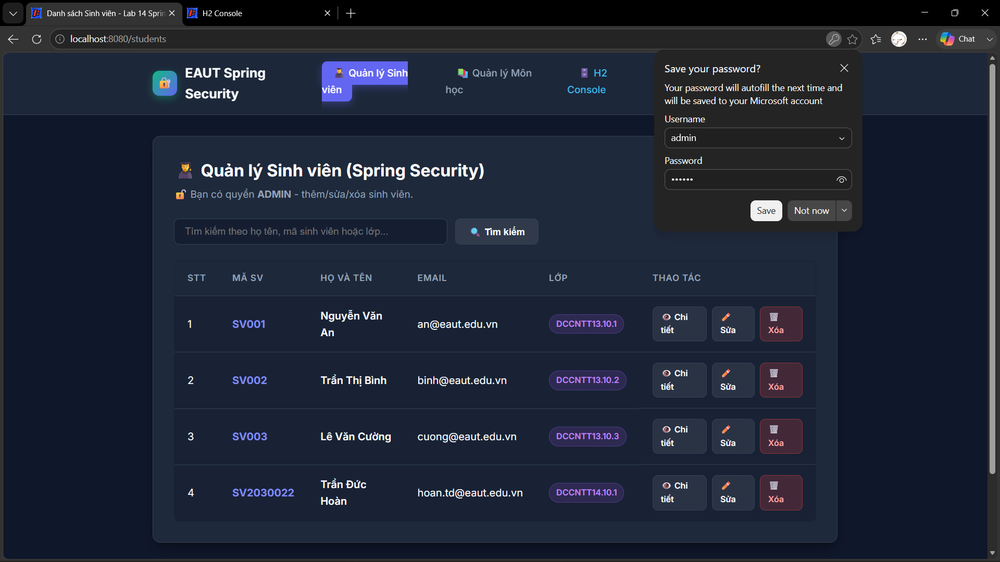 Danh sách Sinh viên - Lab 14 Sprin
H2 Console
localhost:8080/students
Chat
EAUT Spring
Security
Quản lý Sinh
viên
Quản lý Môn
học
H2
Console
Save your password?
Your password will autofill the next time and
will be saved to your Microsoft account
Username
admin
Password
••••••
Save
Not now
Quản lý Sinh viên (Spring Security)
Bạn có quyền ADMIN - thêm/sửa/xóa sinh viên.
Tìm kiếm theo họ tên, mã sinh viên hoặc lớp...
Tìm kiếm
STT MÃ SV HỌ VÀ TÊN EMAIL LỚP THAO TÁC
1 SV001 Nguyễn Văn An an@eaut.edu.vn DCCNTT13.10.1 Chi tiết Sửa Xóa
2 SV002 Trần Thị Bình binh@eaut.edu.vn DCCNTT13.10.2 Chi tiết Sửa Xóa
3 SV003 Lê Văn Cường cuong@eaut.edu.vn DCCNTT13.10.3 Chi tiết Sửa Xóa
4 SV2030022 Trần Đức Hoàn hoan.td@eaut.edu.vn DCCNTT14.10.1 Chi tiết Sửa Xóa